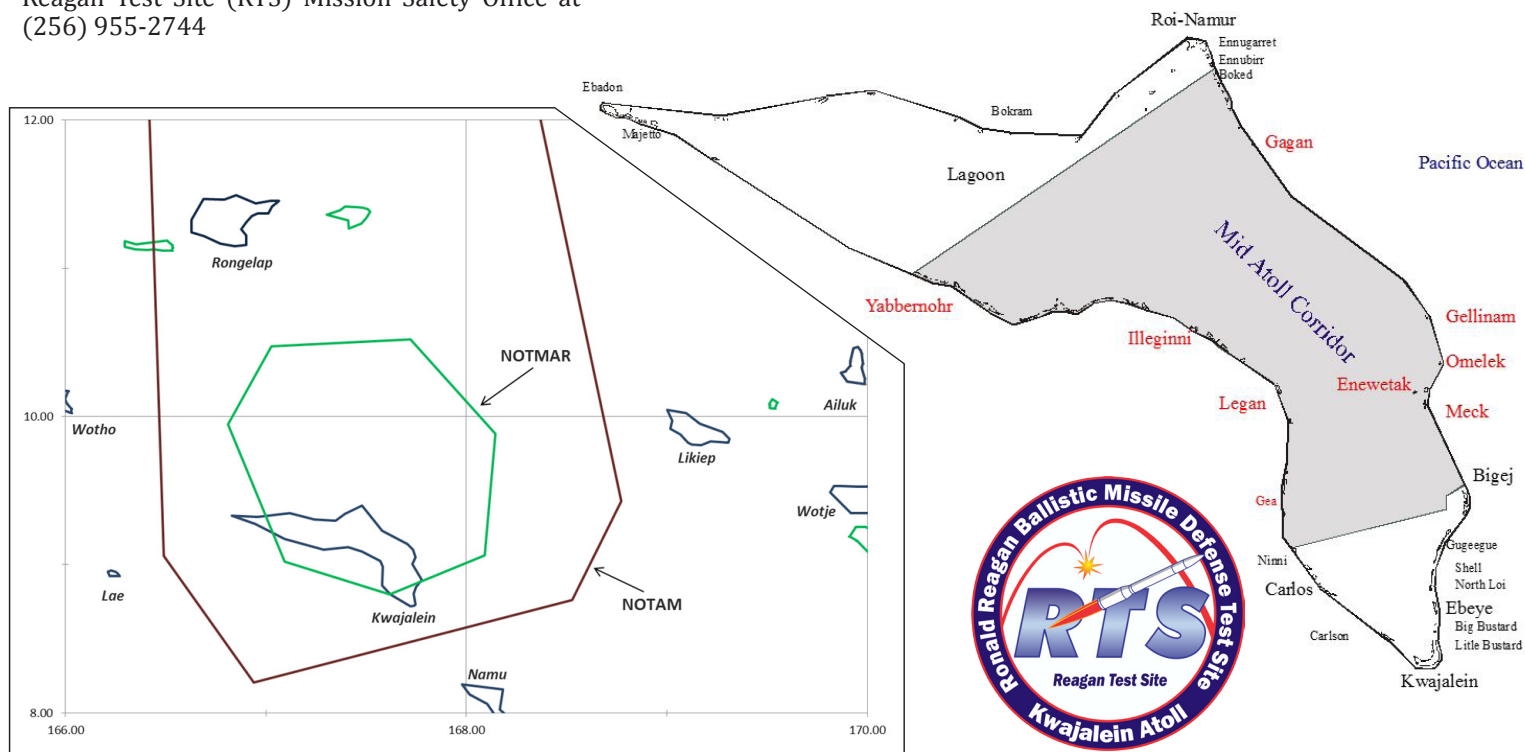 Reagan Test Site (RTS) Mission Safety Office at
(256) 955-2744
12.00
10.00
8.00
166.00
168.00
170.00
Rongelap
NOTMAR
Wotho
Ailuk
Likiep
Wotje
Lae
Kwajalein
NOTAM
Namu
Roi-Namur
Ennugarret
Ennubirr
Boked
Ebadon
Majetto
Bokram
Gagan
Lagoon
Pacific Ocean
Mid Atoll Corridor
Yabbernohr
Illeginni
Gellinam
Omelek
Enewetak
Meck
Legan
Bigej
Gea
Gugeegue
Ninni
Shell
North Loi
Carlos
Ebeye
Big Bustard
Carlson
Litle Bustard
Kwajalein
Ronald Reagan Ballistic Missile Defense Test Site
RTS
Reagan Test Site
Kwajalein Atoll